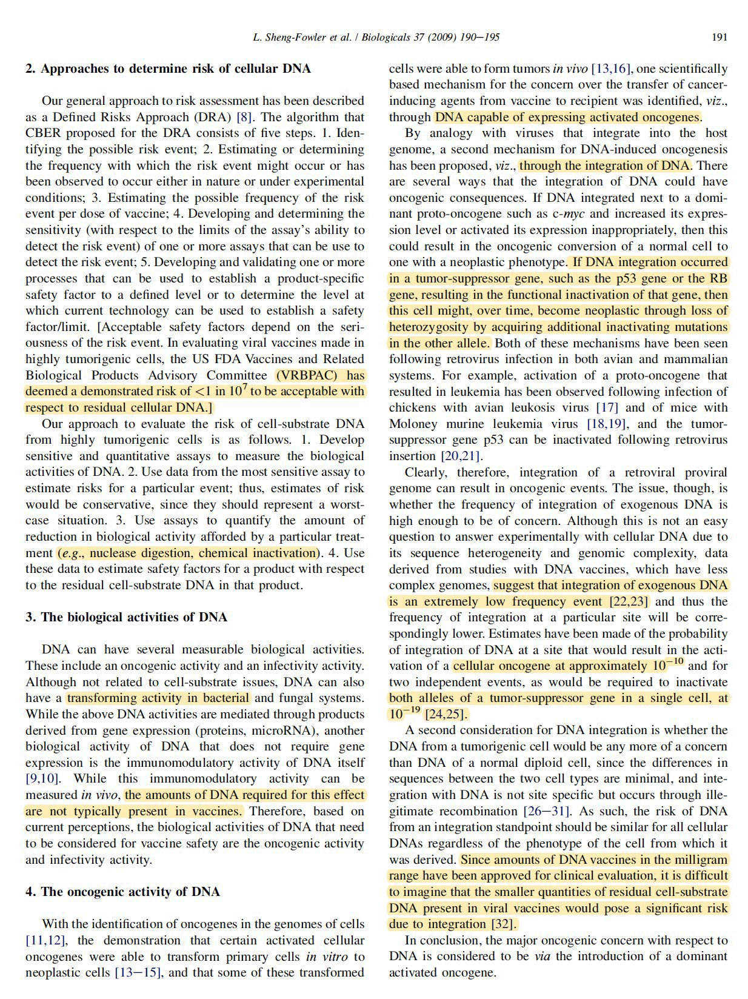 L. Sheng-Fowler et al. / Biologicals 37 (2009) 190–195
191
2. Approaches to determine risk of cellular DNA
Our general approach to risk assessment has been described
as a Defined Risks Approach (DRA) [8]. The algorithm that
CBER proposed for the DRA consists of five steps. 1. Iden-
tifying the possible risk event; 2. Estimating or determining
the frequency with which the risk event might occur or has
been observed to occur either in nature or under experimental
conditions; 3. Estimating the possible frequency of the risk
event per dose of vaccine; 4. Developing and determining the
sensitivity (with respect to the limits of the assay's ability to
detect the risk event) of one or more assays that can be use to
detect the risk event; 5. Developing and validating one or more
processes that can be used to establish a product-specific
safety factor to a defined level or to determine the level at
which current technology can be used to establish a safety
factor/limit. [Acceptable safety factors depend on the seri-
ousness of the risk event. In evaluating viral vaccines made in
highly tumorigenic cells, the US FDA Vaccines and Related
Biological Products Advisory Committee (VRBPAC) has
deemed a demonstrated risk of <1 in 10⁷ to be acceptable with
respect to residual cellular DNA.]
Our approach to evaluate the risk of cell-substrate DNA
from highly tumorigenic cells is as follows. 1. Develop
sensitive and quantitative assays to measure the biological
activities of DNA. 2. Use data from the most sensitive assay to
estimate risks for a particular event; thus, estimates of risk
would be conservative, since they should represent a worst-
case situation. 3. Use assays to quantify the amount of
reduction in biological activity afforded by a particular treat-
ment (e.g., nuclease digestion, chemical inactivation). 4. Use
these data to estimate safety factors for a product with respect
to the residual cell-substrate DNA in that product.
3. The biological activities of DNA
DNA can have several measurable biological activities.
These include an oncogenic activity and an infectivity activity.
Although not related to cell-substrate issues, DNA can also
have a transforming activity in bacterial and fungal systems.
While the above DNA activities are mediated through products
derived from gene expression (proteins, microRNA), another
biological activity of DNA that does not require gene
expression is the immunomodulatory activity of DNA itself
[9,10]. While this immunomodulatory activity can be
measured in vivo, the amounts of DNA required for this effect
are not typically present in vaccines. Therefore, based on
current perceptions, the biological activities of DNA that need
to be considered for vaccine safety are the oncogenic activity
and infectivity activity.
4. The oncogenic activity of DNA
With the identification of oncogenes in the genomes of cells
[11,12], the demonstration that certain activated cellular
oncogenes were able to transform primary cells in vitro to
neoplastic cells [13–15], and that some of these transformed
cells were able to form tumors in vivo [13,16], one scientifically
based mechanism for the concern over the transfer of cancer-
inducing agents from vaccine to recipient was identified, viz.,
through DNA capable of expressing activated oncogenes.
By analogy with viruses that integrate into the host
genome, a second mechanism for DNA-induced oncogenesis
has been proposed, viz., through the integration of DNA. There
are several ways that the integration of DNA could have
oncogenic consequences. If DNA integrated next to a domi-
nant proto-oncogene such as c-myc and increased its expres-
sion level or activated its expression inappropriately, then this
could result in the oncogenic conversion of a normal cell to
one with a neoplastic phenotype. If DNA integration occurred
in a tumor-suppressor gene, such as the p53 gene or the RB
gene, resulting in the functional inactivation of that gene, then
this cell might, over time, become neoplastic through loss of
heterozygosity by acquiring additional inactivating mutations
in the other allele. Both of these mechanisms have been seen
following retrovirus infection in both avian and mammalian
systems. For example, activation of a proto-oncogene that
resulted in leukemia has been observed following infection of
chickens with avian leukosis virus [17] and of mice with
Moloney murine leukemia virus [18,19], and the tumor-
suppressor gene p53 can be inactivated following retrovirus
insertion [20,21].
Clearly, therefore, integration of a retroviral proviral
genome can result in oncogenic events. The issue, though, is
whether the frequency of integration of exogenous DNA is
high enough to be of concern. Although this is not an easy
question to answer experimentally with cellular DNA due to
its sequence heterogeneity and genomic complexity, data
derived from studies with DNA vaccines, which have less
complex genomes, suggest that integration of exogenous DNA
is an extremely low frequency event [22,23] and thus the
frequency of integration at a particular site will be corre-
spondingly lower. Estimates have been made of the probability
of integration of DNA at a site that would result in the acti-
vation of a cellular oncogene at approximately 10⁻¹⁰ and for
two independent events, as would be required to inactivate
both alleles of a tumor-suppressor gene in a single cell, at
10⁻¹⁹ [24,25].
A second consideration for DNA integration is whether the
DNA from a tumorigenic cell would be any more of a concern
than DNA of a normal diploid cell, since the differences in
sequences between the two cell types are minimal, and inte-
gration with DNA is not site specific but occurs through ille-
gitimate recombination [26–31]. As such, the risk of DNA
from an integration standpoint should be similar for all cellular
DNAs regardless of the phenotype of the cell from which it
was derived. Since amounts of DNA vaccines in the milligram
range have been approved for clinical evaluation, it is difficult
to imagine that the smaller quantities of residual cell-substrate
DNA present in viral vaccines would pose a significant risk
due to integration [32].
In conclusion, the major oncogenic concern with respect to
DNA is considered to be via the introduction of a dominant
activated oncogene.